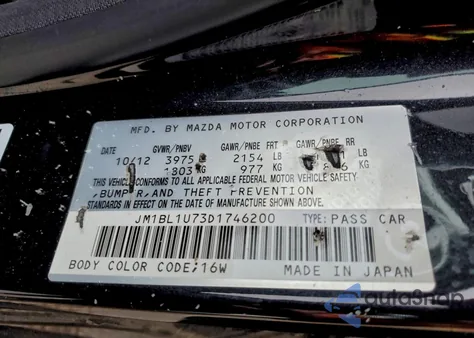 MFD. BY MAZDA MOTOR CORPORATION
DATE GVWR/PNBV GAWR/PNBE FRT GAWR/PNBE RR
10/12 3975 2154 LB LB
1803 KG 977 KG KG
THIS VEHICLE CONFORMS TO ALL APPLICABLE FEDERAL MOTOR VEHICLE SAFETY,
BUMPER, AND THEFT PREVENTION
STANDARDS IN EFFECT ON THE DATE OF MANUFACTURE SHOWN ABOVE.
JM1BL1U73D1746200 TYPE: PASS CAR
BODY COLOR CODE; 16W MADE IN JAPAN
autoSnap